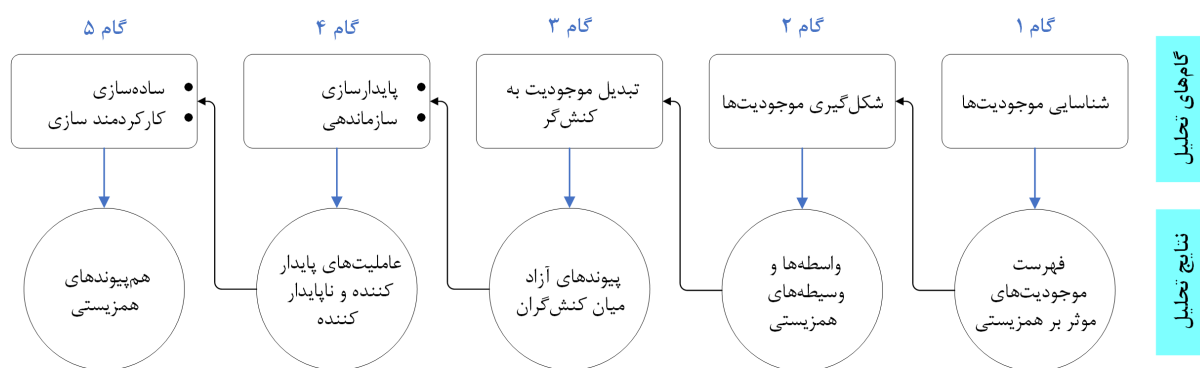 گام ۱
گام ۲
گام ۳
گام ۴
گام ۵
گام‌های تحلیل
شناسایی موجودیت‌ها
شکل‌گیری موجودیت‌ها
تبدیل موجودیت به
کنش‌گر
• پایدارسازی
• سازماندهی
• ساده‌سازی
• کارکردمند سازی
نتایج تحلیل
فهرست
موجودیت‌های
موثر بر همزیستی
واسطه‌ها و
وسیطه‌های
همزیستی
پیوندهای آزاد
میان کنش‌گران
عاملیت‌های پایدار
کننده و ناپایدار
کننده
هم‌پیوندهای
همزیستی